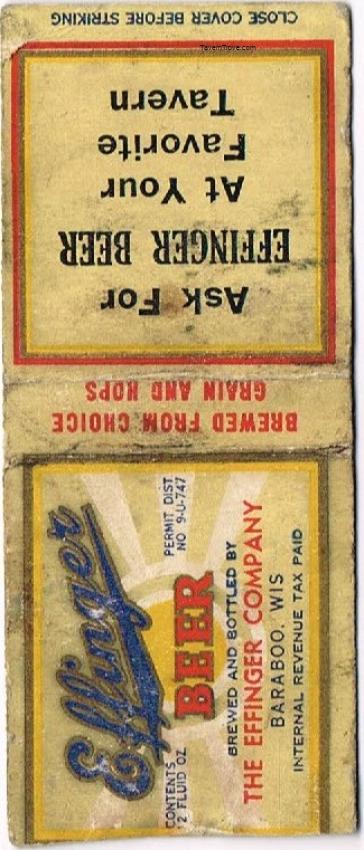 CLOSE COVER BEFORE STRIKING
TavernTrove.com
Ask For
EFFINGER BEER
At Your
Favorite
Tavern
BREWED FROM CHOICE
GRAIN AND HOPS
Effinger
BEER
PERMIT DIST
NO 9-U-747
CONTENTS
12 FLUID OZ
BREWED AND BOTTLED BY
THE EFFINGER COMPANY
BARABOO, WIS
INTERNAL REVENUE TAX PAID